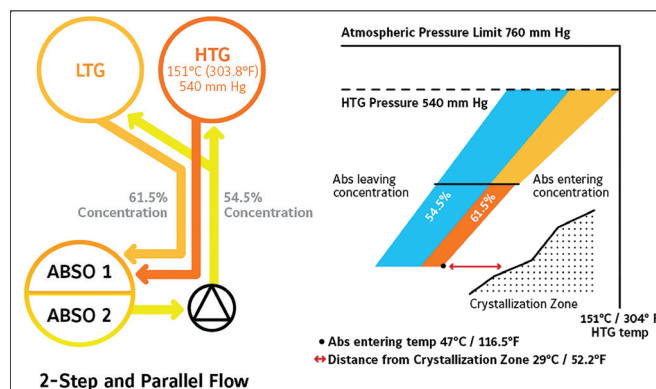 LTG
HTG
151°C (303.8°F)
540 mm Hg
61.5%
Concentration
54.5%
Concentration
ABSO 1
ABSO 2
2-Step and Parallel Flow
Atmospheric Pressure Limit 760 mm Hg
HTG Pressure 540 mm Hg
Abs leaving
concentration
Abs entering
concentration
54.5%
61.5%
Crystallization Zone
151°C / 304° F
HTG temp
Abs entering temp 47°C / 116.5°F
Distance from Crystallization Zone 29°C / 52.2°F